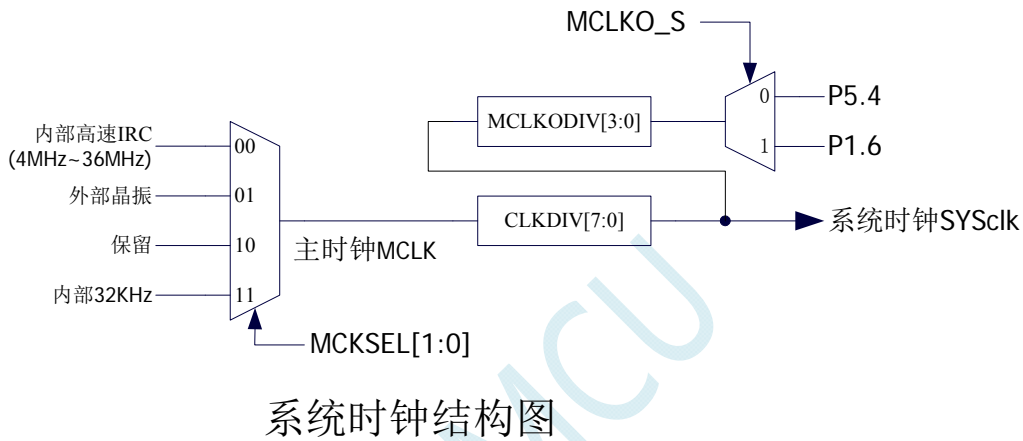 MCLKO_S
0
P5.4
MCLKODIV[3:0]
1
P1.6
内部高速IRC
(4MHz~36MHz)
00
外部晶振
01
CLKDIV[7:0]
系统时钟SYSclk
保留
10
主时钟MCLK
内部32KHz
11
MCKSEL[1:0]
MCU
系统时钟结构图